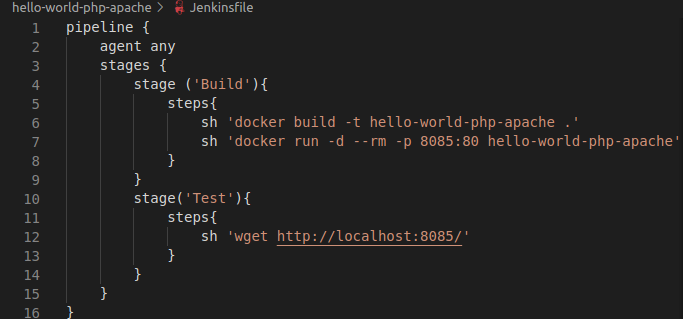 hello-world-php-apache > Jenkinsfile
1 pipeline {
2     agent any
3     stages {
4         stage ('Build'){
5             steps{
6                 sh 'docker build -t hello-world-php-apache .'
7                 sh 'docker run -d --rm -p 8085:80 hello-world-php-apache'
8             }
9         }
10         stage('Test'){
11             steps{
12                 sh 'wget http://localhost:8085/'
13             }
14         }
15     }
16 }